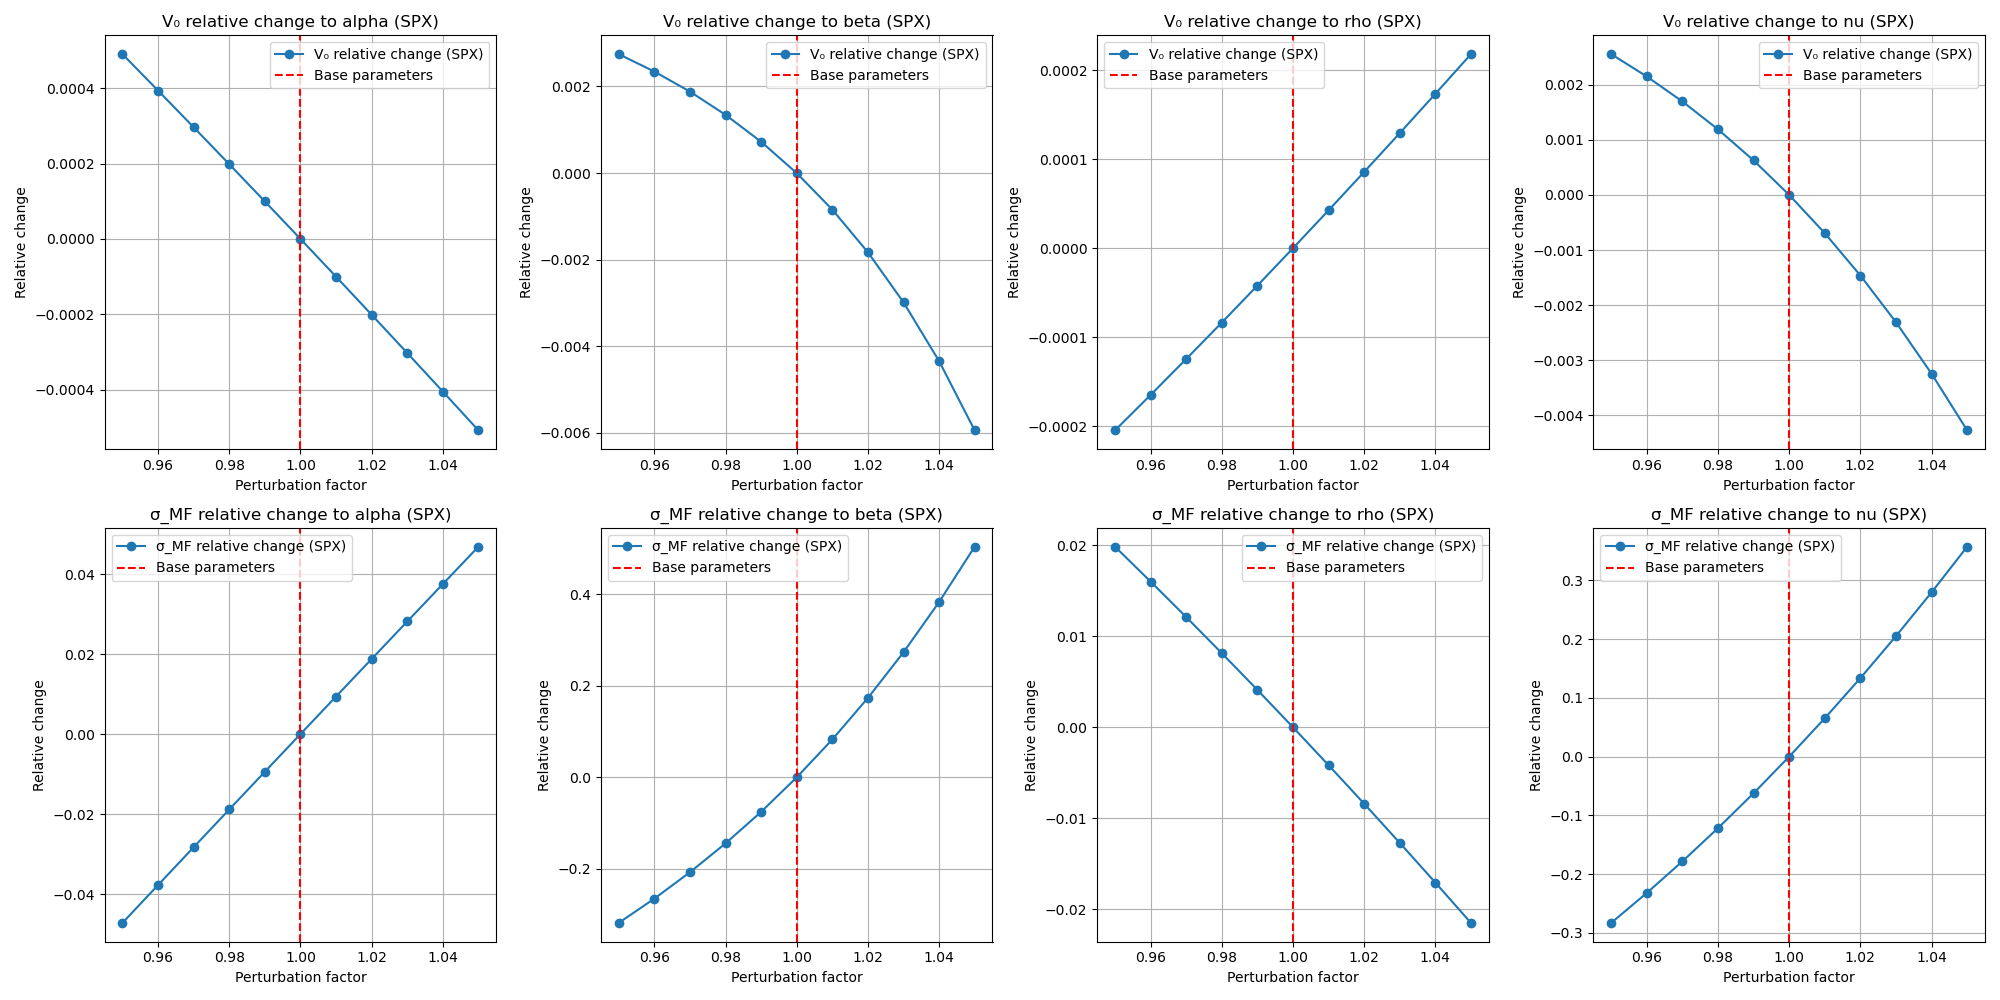 V₀ relative change to alpha (SPX)
V₀ relative change (SPX)
Base parameters
Relative change
0.0004
0.0002
0.0000
−0.0002
−0.0004
0.96 0.98 1.00 1.02 1.04
Perturbation factor
V₀ relative change to beta (SPX)
V₀ relative change (SPX)
Base parameters
Relative change
0.002
0.000
−0.002
−0.004
−0.006
0.96 0.98 1.00 1.02 1.04
Perturbation factor
V₀ relative change to rho (SPX)
V₀ relative change (SPX)
Base parameters
Relative change
0.0002
0.0001
0.0000
−0.0001
−0.0002
0.96 0.98 1.00 1.02 1.04
Perturbation factor
V₀ relative change to nu (SPX)
V₀ relative change (SPX)
Base parameters
Relative change
0.002
0.001
0.000
−0.001
−0.002
−0.003
−0.004
0.96 0.98 1.00 1.02 1.04
Perturbation factor
σ_MF relative change to alpha (SPX)
σ_MF relative change (SPX)
Base parameters
Relative change
0.04
0.02
0.00
−0.02
−0.04
0.96 0.98 1.00 1.02 1.04
Perturbation factor
σ_MF relative change to beta (SPX)
σ_MF relative change (SPX)
Base parameters
Relative change
0.4
0.2
0.0
−0.2
0.96 0.98 1.00 1.02 1.04
Perturbation factor
σ_MF relative change to rho (SPX)
σ_MF relative change (SPX)
Base parameters
Relative change
0.02
0.01
0.00
−0.01
−0.02
0.96 0.98 1.00 1.02 1.04
Perturbation factor
σ_MF relative change to nu (SPX)
σ_MF relative change (SPX)
Base parameters
Relative change
0.3
0.2
0.1
0.0
−0.1
−0.2
−0.3
0.96 0.98 1.00 1.02 1.04
Perturbation factor